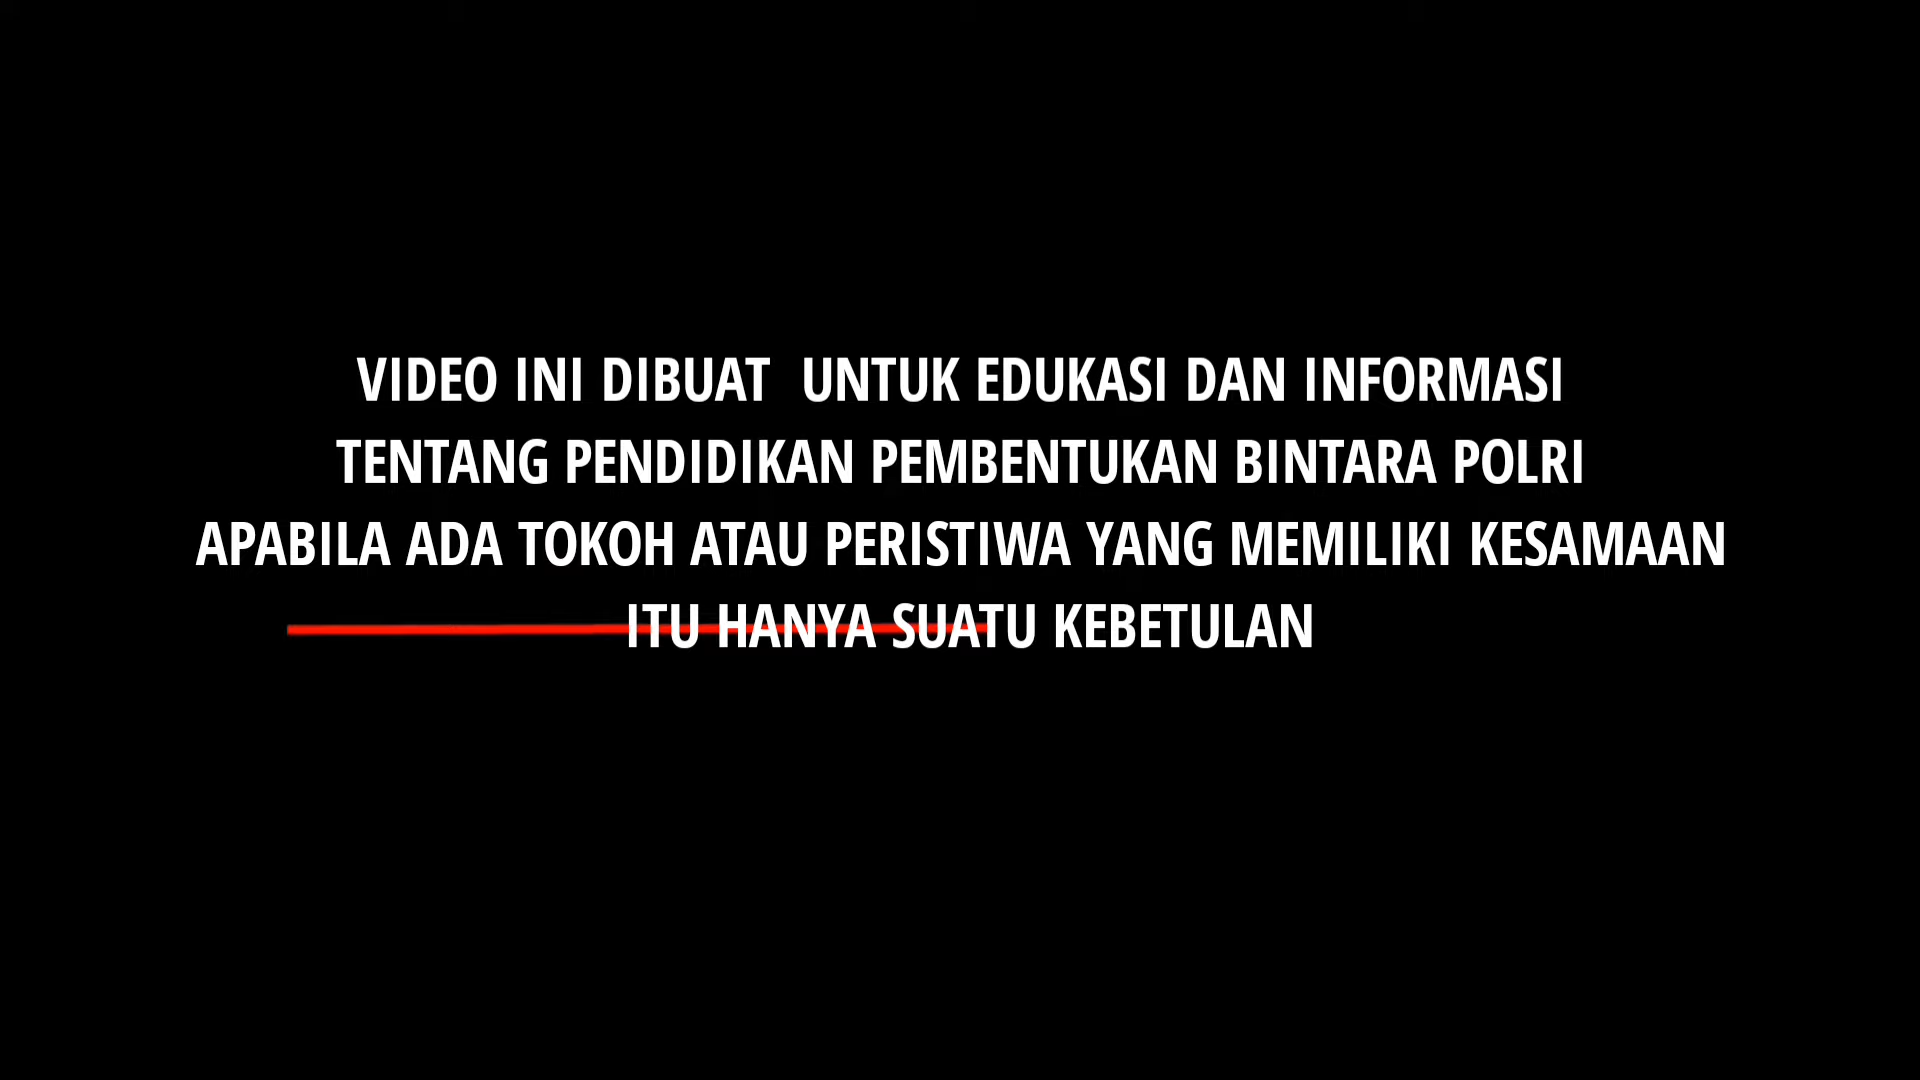 VIDEO INI DIBUAT  UNTUK EDUKASI DAN INFORMASI
TENTANG PENDIDIKAN PEMBENTUKAN BINTARA POLRI
APABILA ADA TOKOH ATAU PERISTIWA YANG MEMILIKI KESAMAAN
ITU HANYA SUATU KEBETULAN